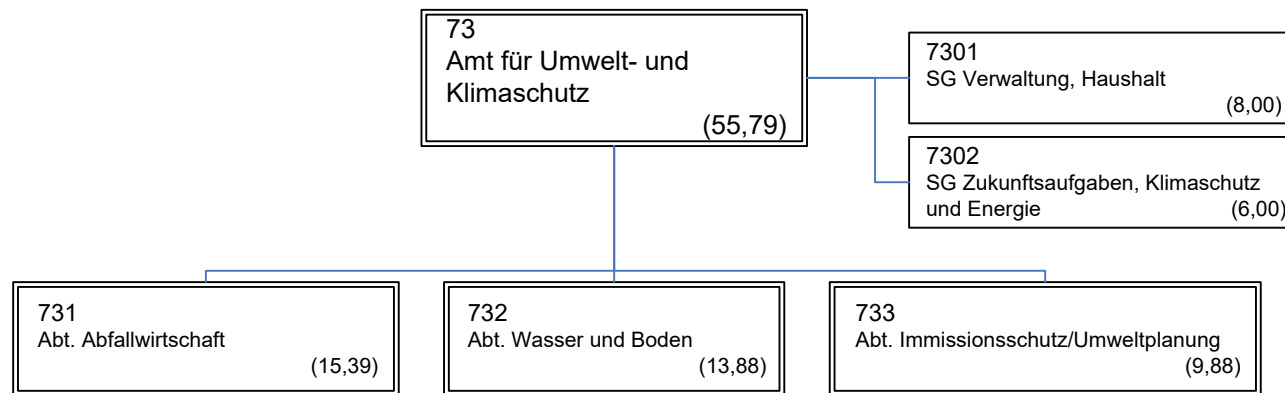 73
Amt für Umwelt- und
Klimaschutz
(55,79)
7301
SG Verwaltung, Haushalt
(8,00)
7302
SG Zukunftsaufgaben, Klimaschutz
und Energie (6,00)
731
Abt. Abfallwirtschaft
(15,39)
732
Abt. Wasser und Boden
(13,88)
733
Abt. Immissionsschutz/Umweltplanung
(9,88)